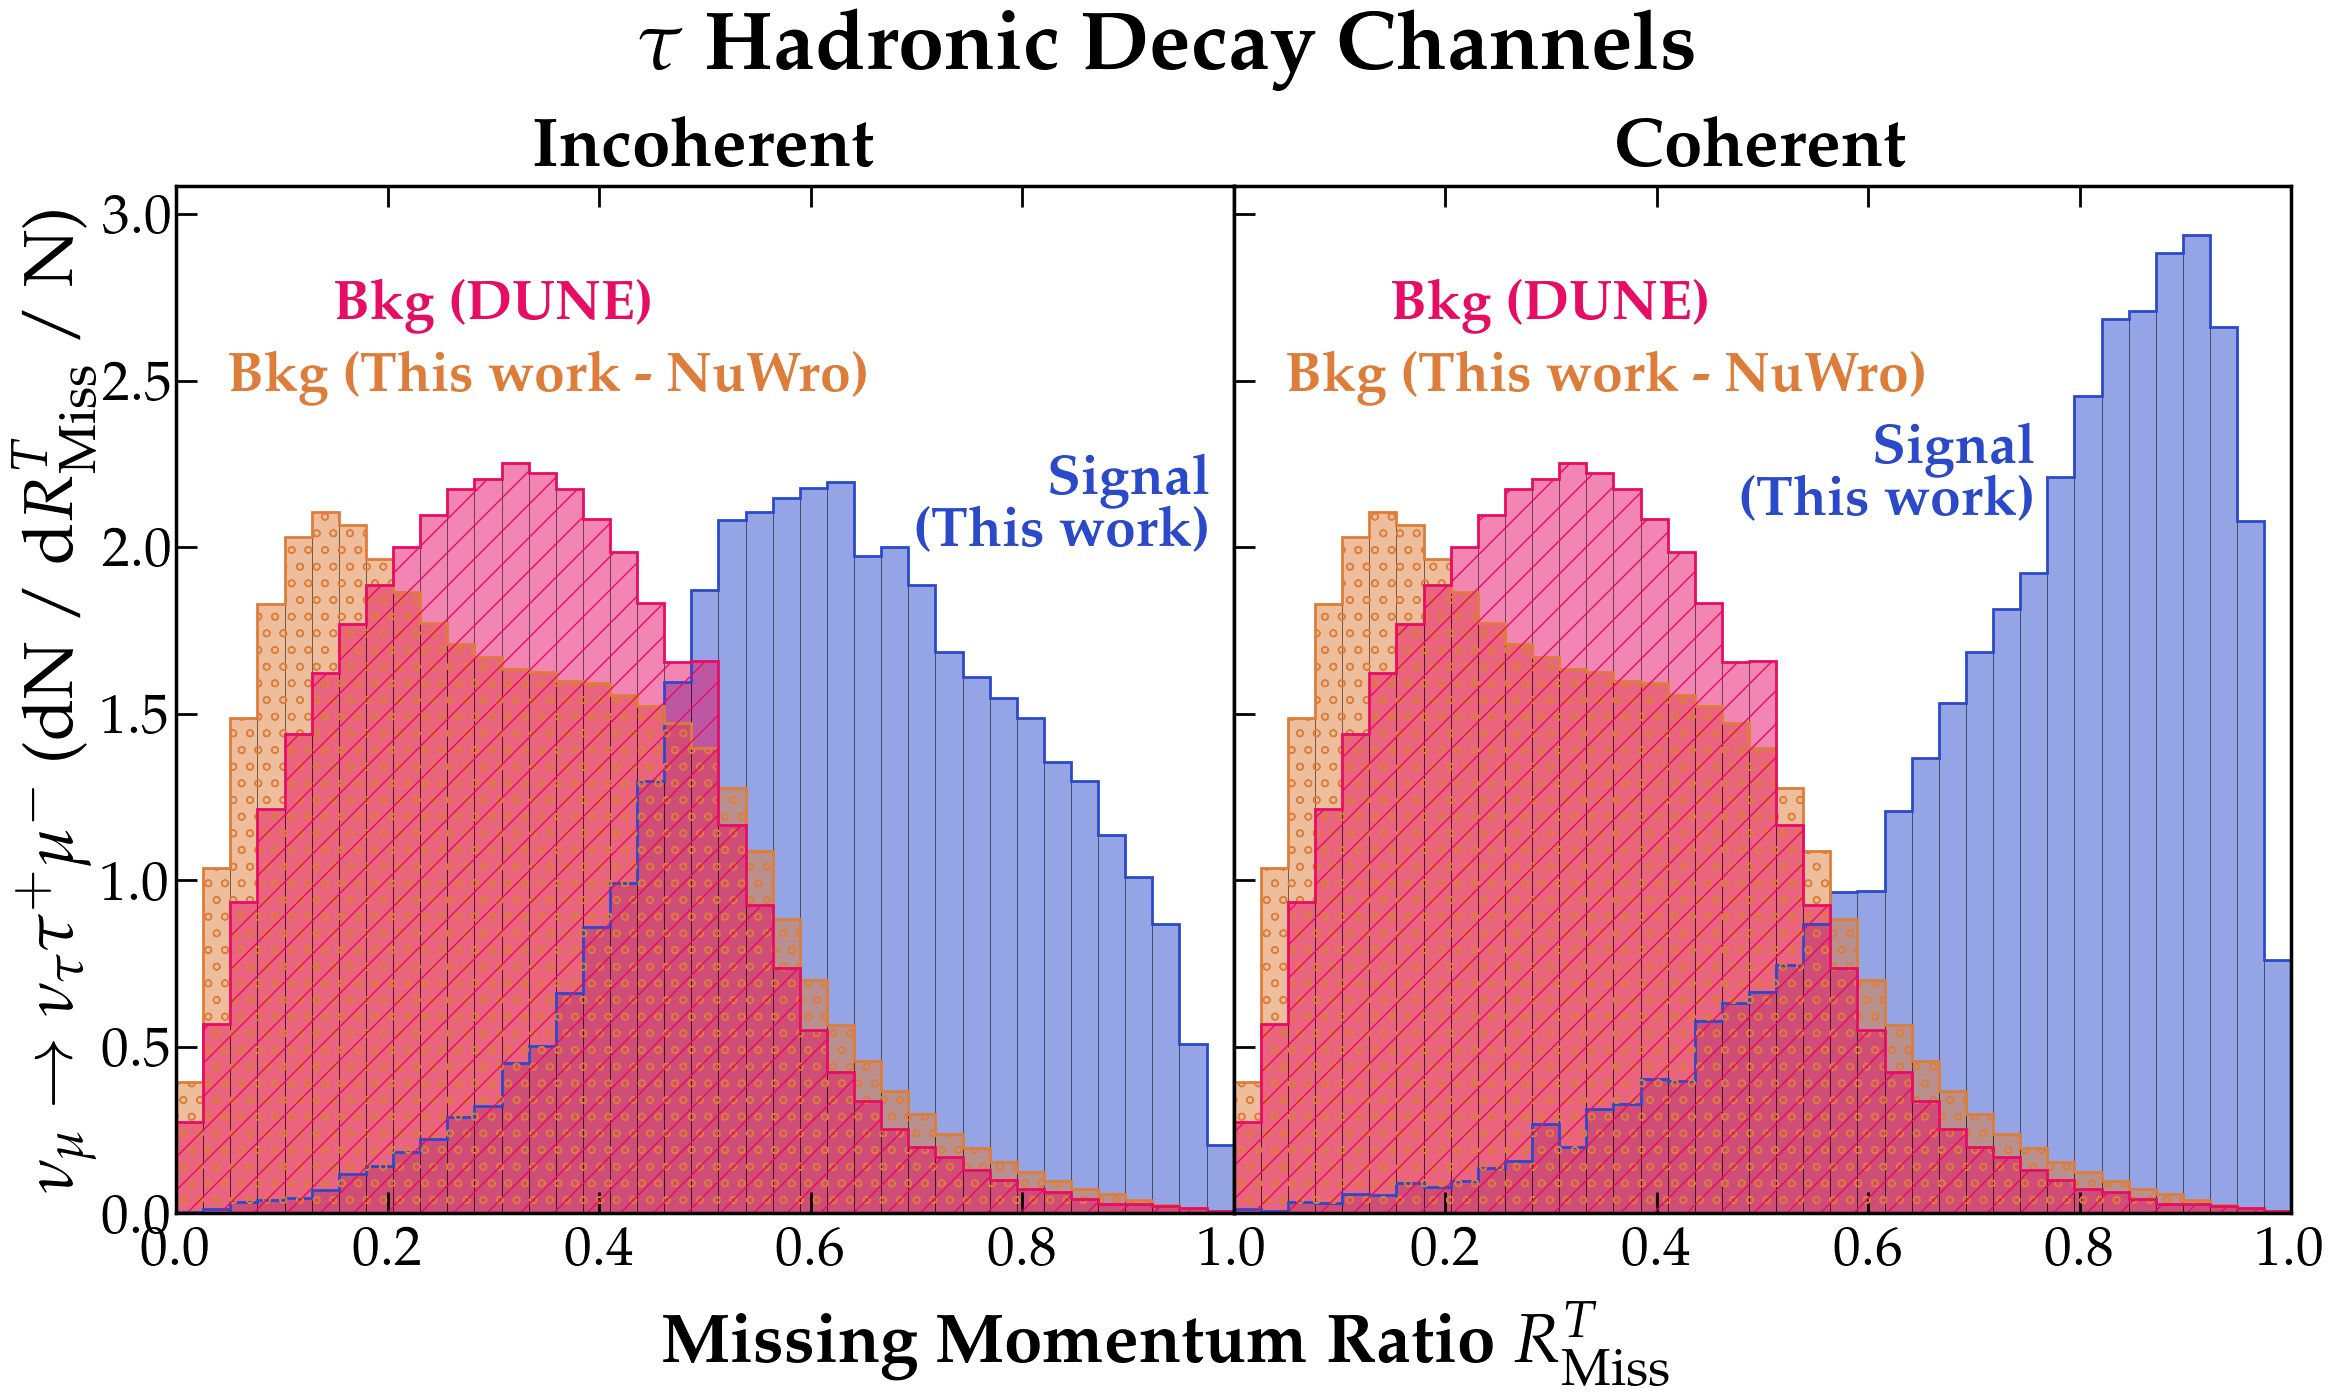 τ Hadronic Decay Channels
Incoherent
Coherent
ν_μ → ν_τ τ⁺ μ⁻ (dN / dR^T_Miss / N)
3.0
2.5
2.0
1.5
1.0
0.5
0.0
Bkg (DUNE)
Bkg (This work - NuWro)
Signal
(This work)
Bkg (DUNE)
Bkg (This work - NuWro)
Signal
(This work)
0.0 0.2 0.4 0.6 0.8 1.0 0.2 0.4 0.6 0.8 1.0
Missing Momentum Ratio R^T_Miss